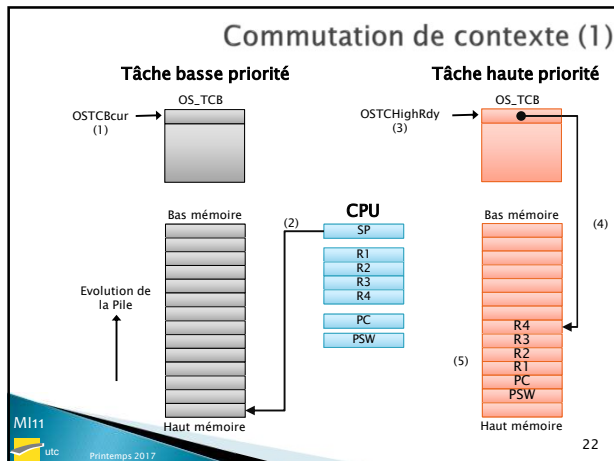 Commutation de contexte (1)
Tâche basse priorité
Tâche haute priorité
OS_TCB
OSTCBcur
(1)
OS_TCB
OSTCHighRdy
(3)
Bas mémoire
(2)
CPU
SP
R1
R2
R3
R4
PC
PSW
Evolution de
la Pile
Haut mémoire
Bas mémoire
(4)
R4
R3
R2
R1
PC
PSW
(5)
Haut mémoire
MI11
utc
Printemps 2017
22